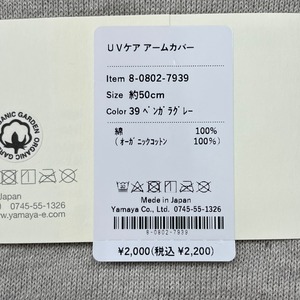 UVケア アームカバー
Item 8-0802-7939
Size 約50cm
Color 39 ベンガラグレー
綿 100%
(オーガニックコットン 100%)
Made in Japan
Yamaya Co., Ltd. 0745-55-1326
8-0802-7939
¥2,000(税込 ¥2,200)
ORGANIC GARDEN ORGANIC GARDEN
Japan
0745-55-1326
www.yamaya-e.com